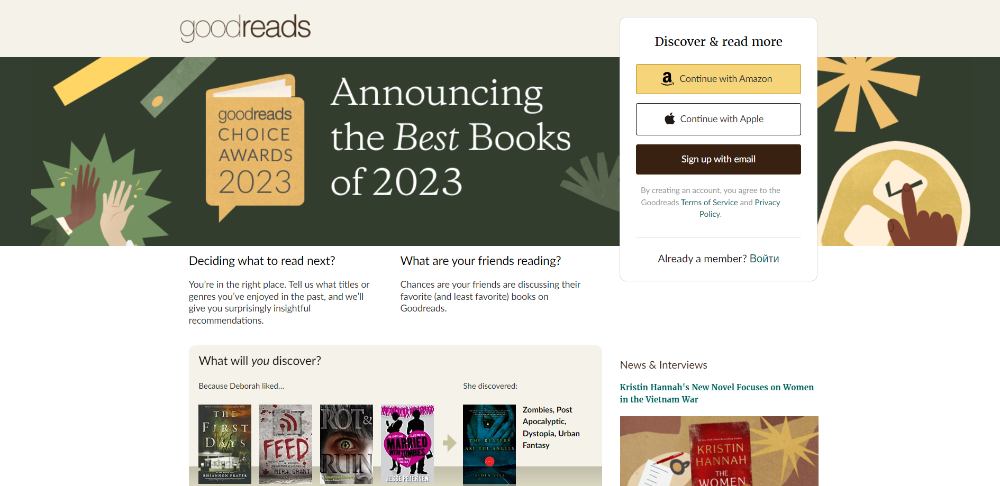 goodreads
Discover & read more
Continue with Amazon
Continue with Apple
Sign up with email
By creating an account, you agree to the
Goodreads Terms of Service and Privacy
Policy.
Already a member? Войти
goodreads
CHOICE
AWARDS
2023
Announcing
the Best Books
of 2023
Deciding what to read next?
You're in the right place. Tell us what titles or
genres you've enjoyed in the past, and we'll
give you surprisingly insightful
recommendations.
What are your friends reading?
Chances are your friends are discussing their
favorite (and least favorite) books on
Goodreads.
What will you discover?
Because Deborah liked...
She discovered:
THE
FIRST
DAYS
RHIANNON FRATER
FEED
MIRA GRANT
ROT &
RUIN
Jonathan Maberry
MARRIED
WITH ZOMBIES
JESSE PETERSEN
THE REAPERS
ARE THE ANGELS
ALDEN BELL
Zombies, Post
Apocalyptic,
Dystopia, Urban
Fantasy
News & Interviews
Kristin Hannah's New Novel Focuses on Women
in the Vietnam War
KRISTIN
HANNAH
THE
WOMEN